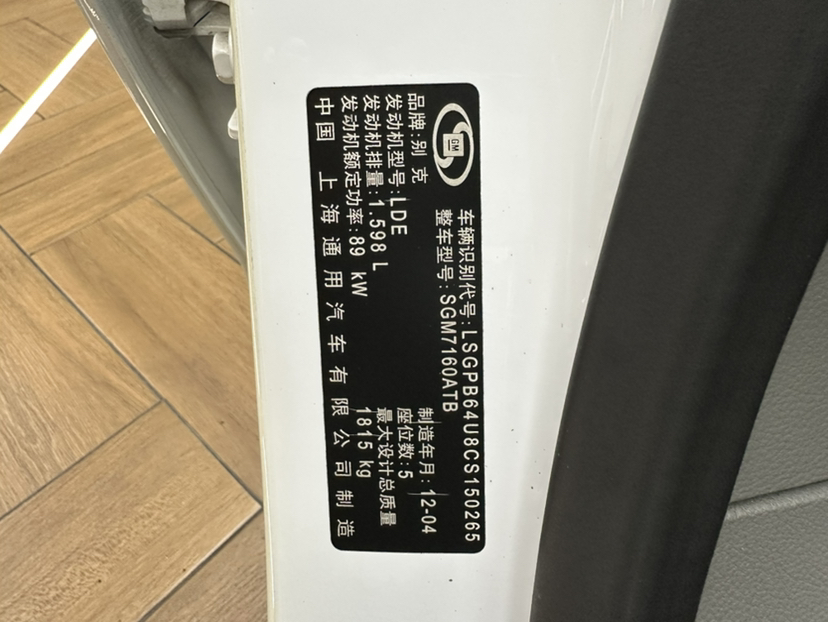 GM
车辆识别代号:LSGPB64U8CS150265
整车型号:SGM7160ATB
品牌:别克
制造年月:12-04
发动机型号:LDE
座位数:5
发动机排量:1.598 L
最大设计总质量
发动机额定功率:89 kW
1815 kg
中国 上海通用汽车有限公司制造